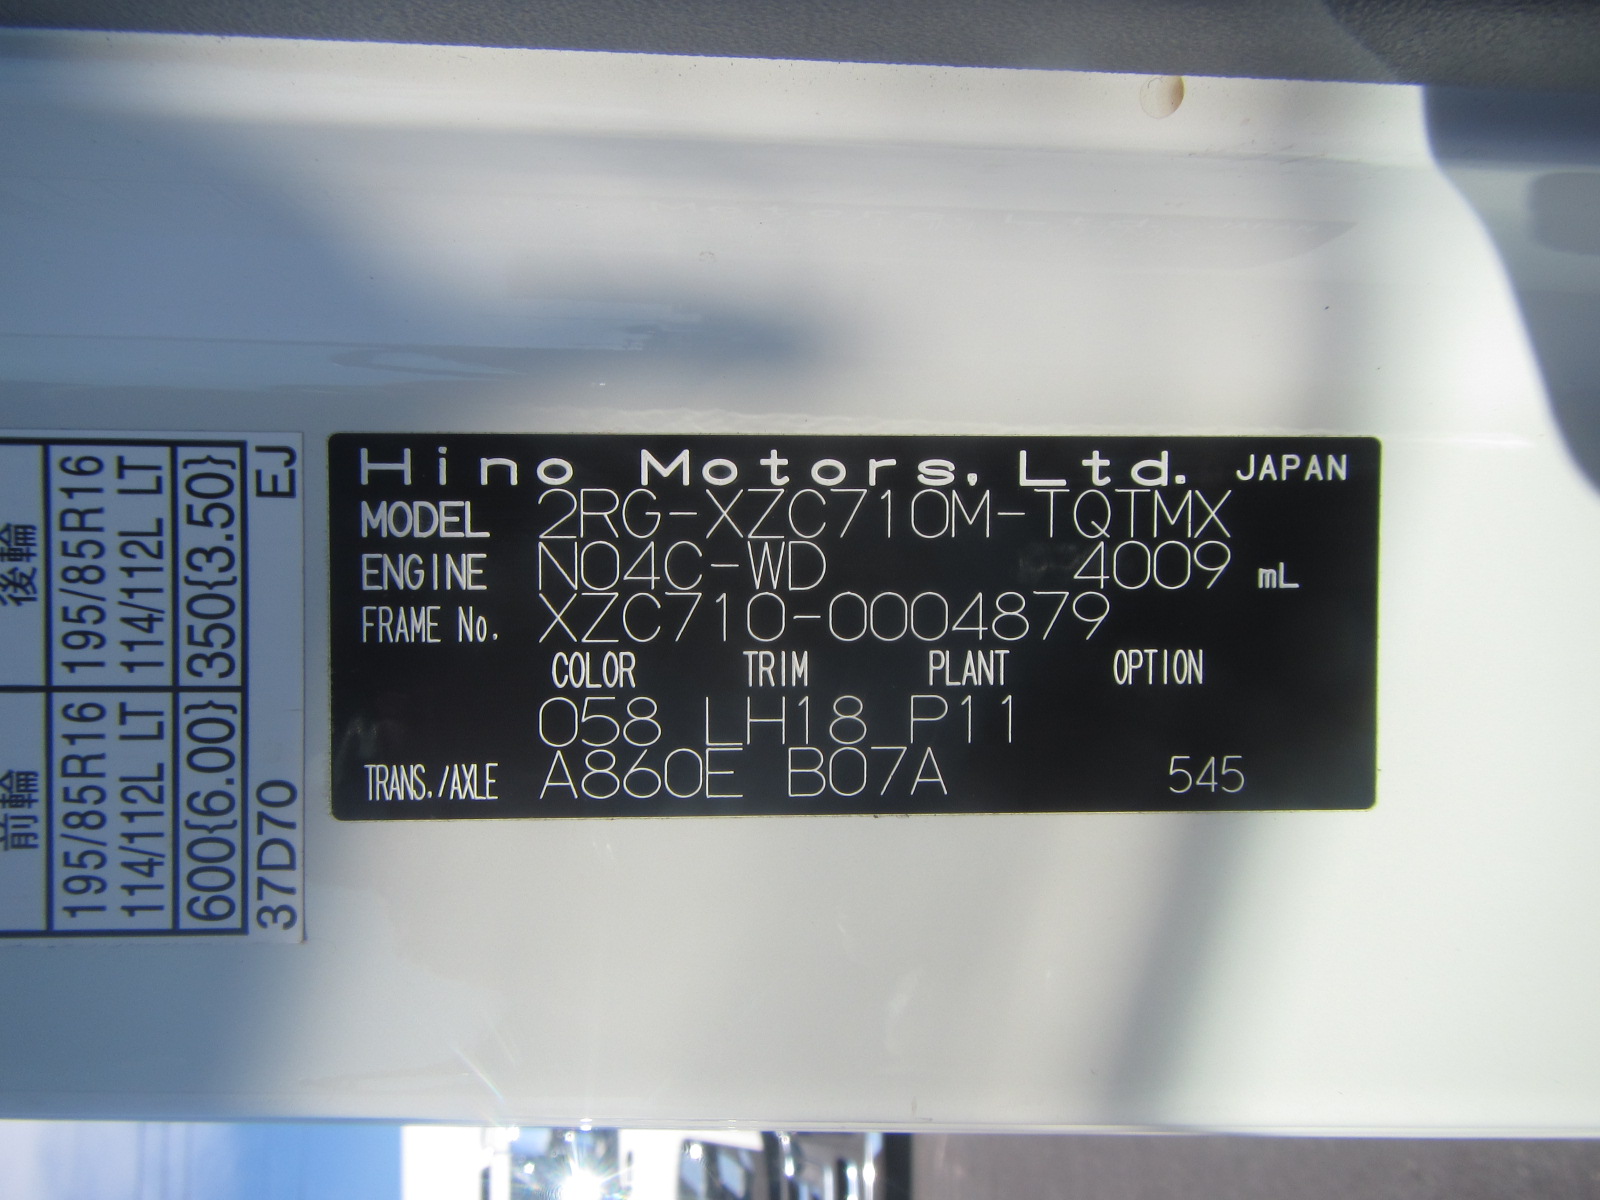 Hino Motors, Ltd. JAPAN
MODEL 2RG-XZC710M-TQTMX
ENGINE N04C-WD 4009 mL
FRAME No. XZC710-0004879
COLOR TRIM PLANT OPTION
058 LH18 P11
TRANS./AXLE A860E B07A 545
前輪 後輪
195/85R16 195/85R16
114/112L LT 114/112L LT
600{6.00} 350{3.50}
37D70 EJ